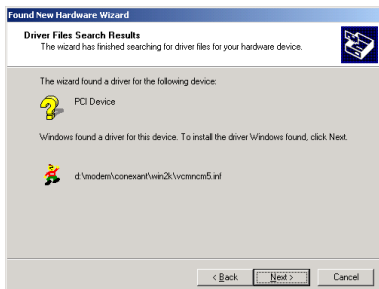 Found New Hardware Wizard
Driver Files Search Results
The wizard has finished searching for driver files for your hardware device.
The wizard found a driver for the following device:
PCI Device
Windows found a driver for this device. To install the driver Windows found, click Next.
d:\modem\conexant\win2k\vcmncm5.inf
< Back
Next >
Cancel